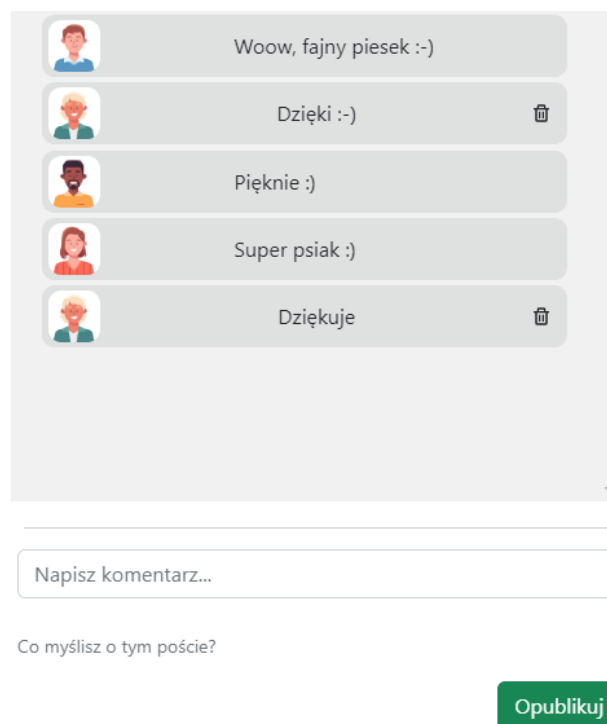 Woow, fajny piesek :-)
Dzięki :-)
Pięknie :)
Super psiak :)
Dziękuje
Napisz komentarz...
Co myślisz o tym poście?
Opublikuj